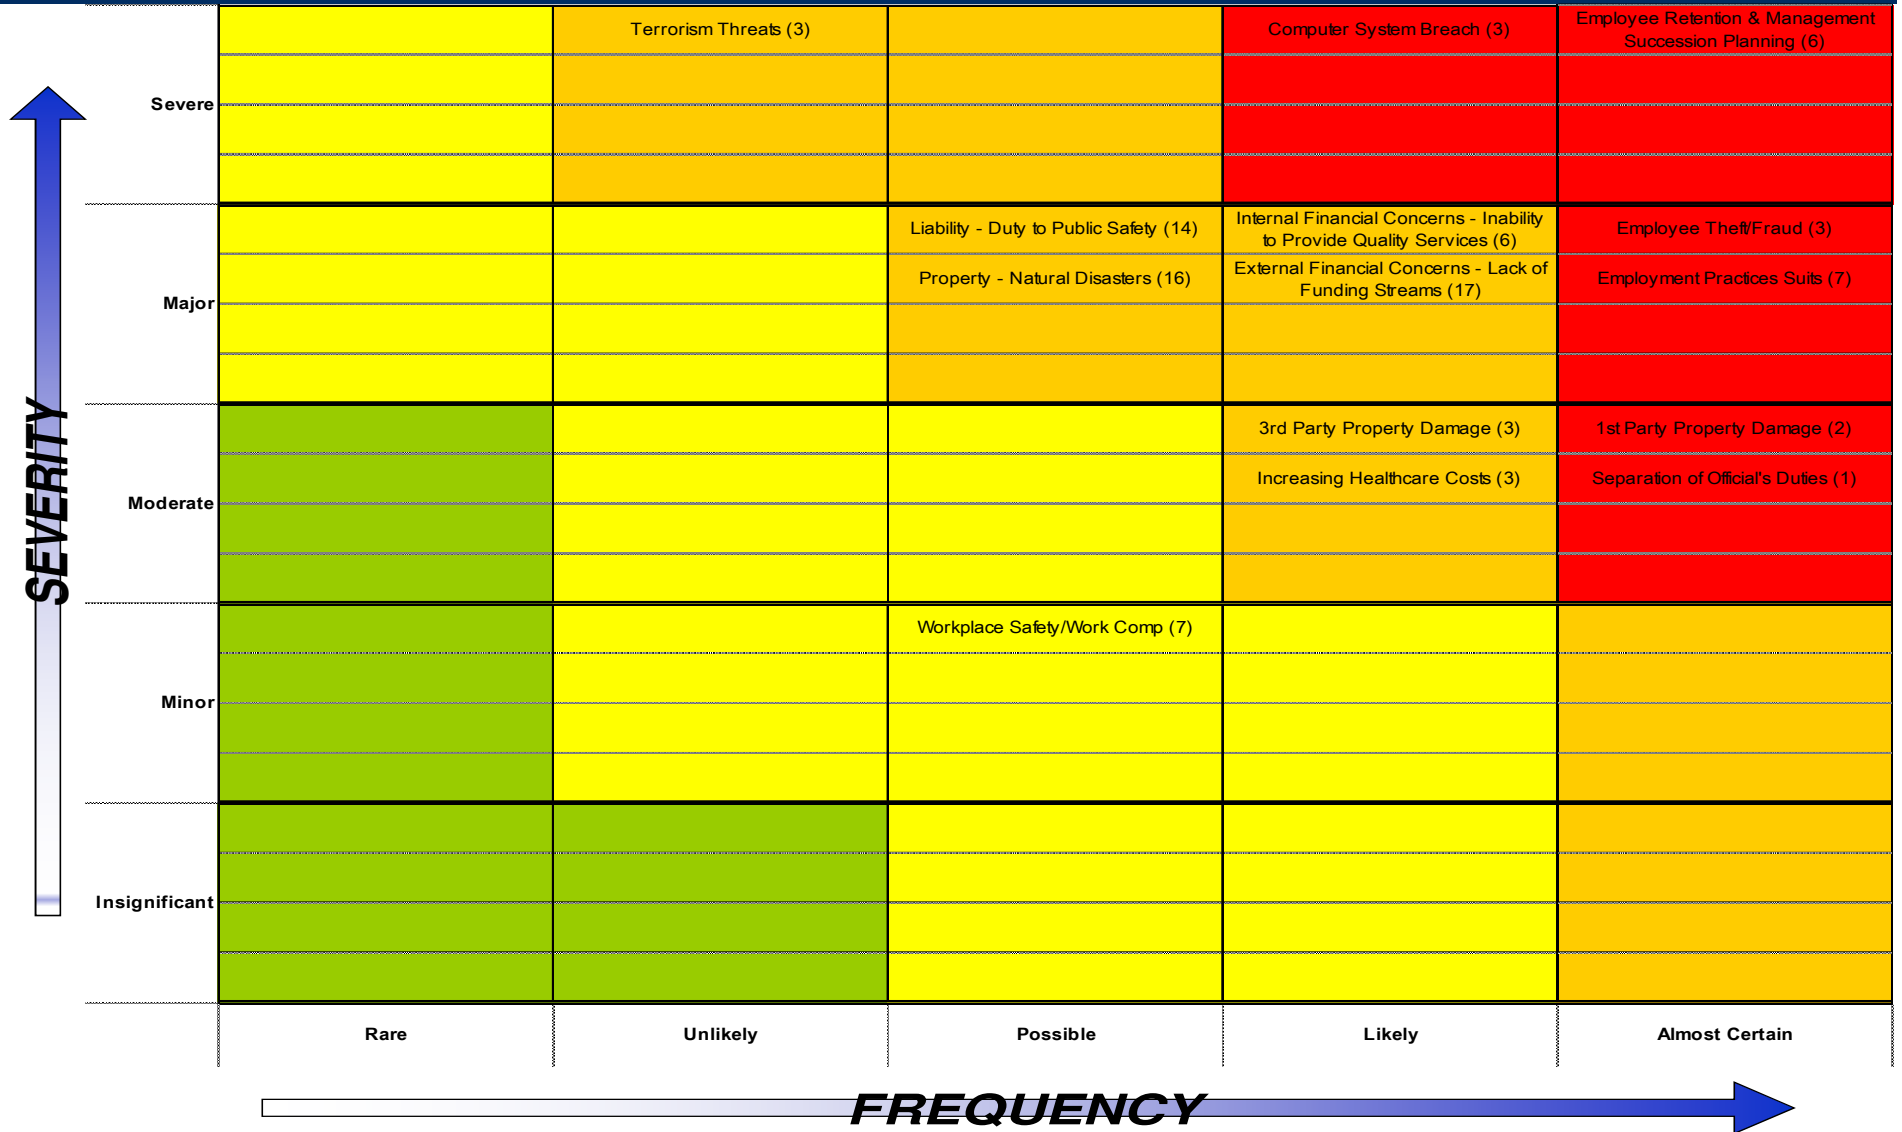 Terrorism Threats (3)
Computer System Breach (3)
Employee Retention & Management
Succession Planning (6)
Severe
Liability - Duty to Public Safety (14)
Internal Financial Concerns - Inability
to Provide Quality Services (6)
Employee Theft/Fraud (3)
Property - Natural Disasters (16)
External Financial Concerns - Lack of
Funding Streams (17)
Employment Practices Suits (7)
Major
3rd Party Property Damage (3)
1st Party Property Damage (2)
Increasing Healthcare Costs (3)
Separation of Official's Duties (1)
Moderate
Workplace Safety/Work Comp (7)
Minor
Insignificant
SEVERITY
Rare
Unlikely
Possible
Likely
Almost Certain
FREQUENCY